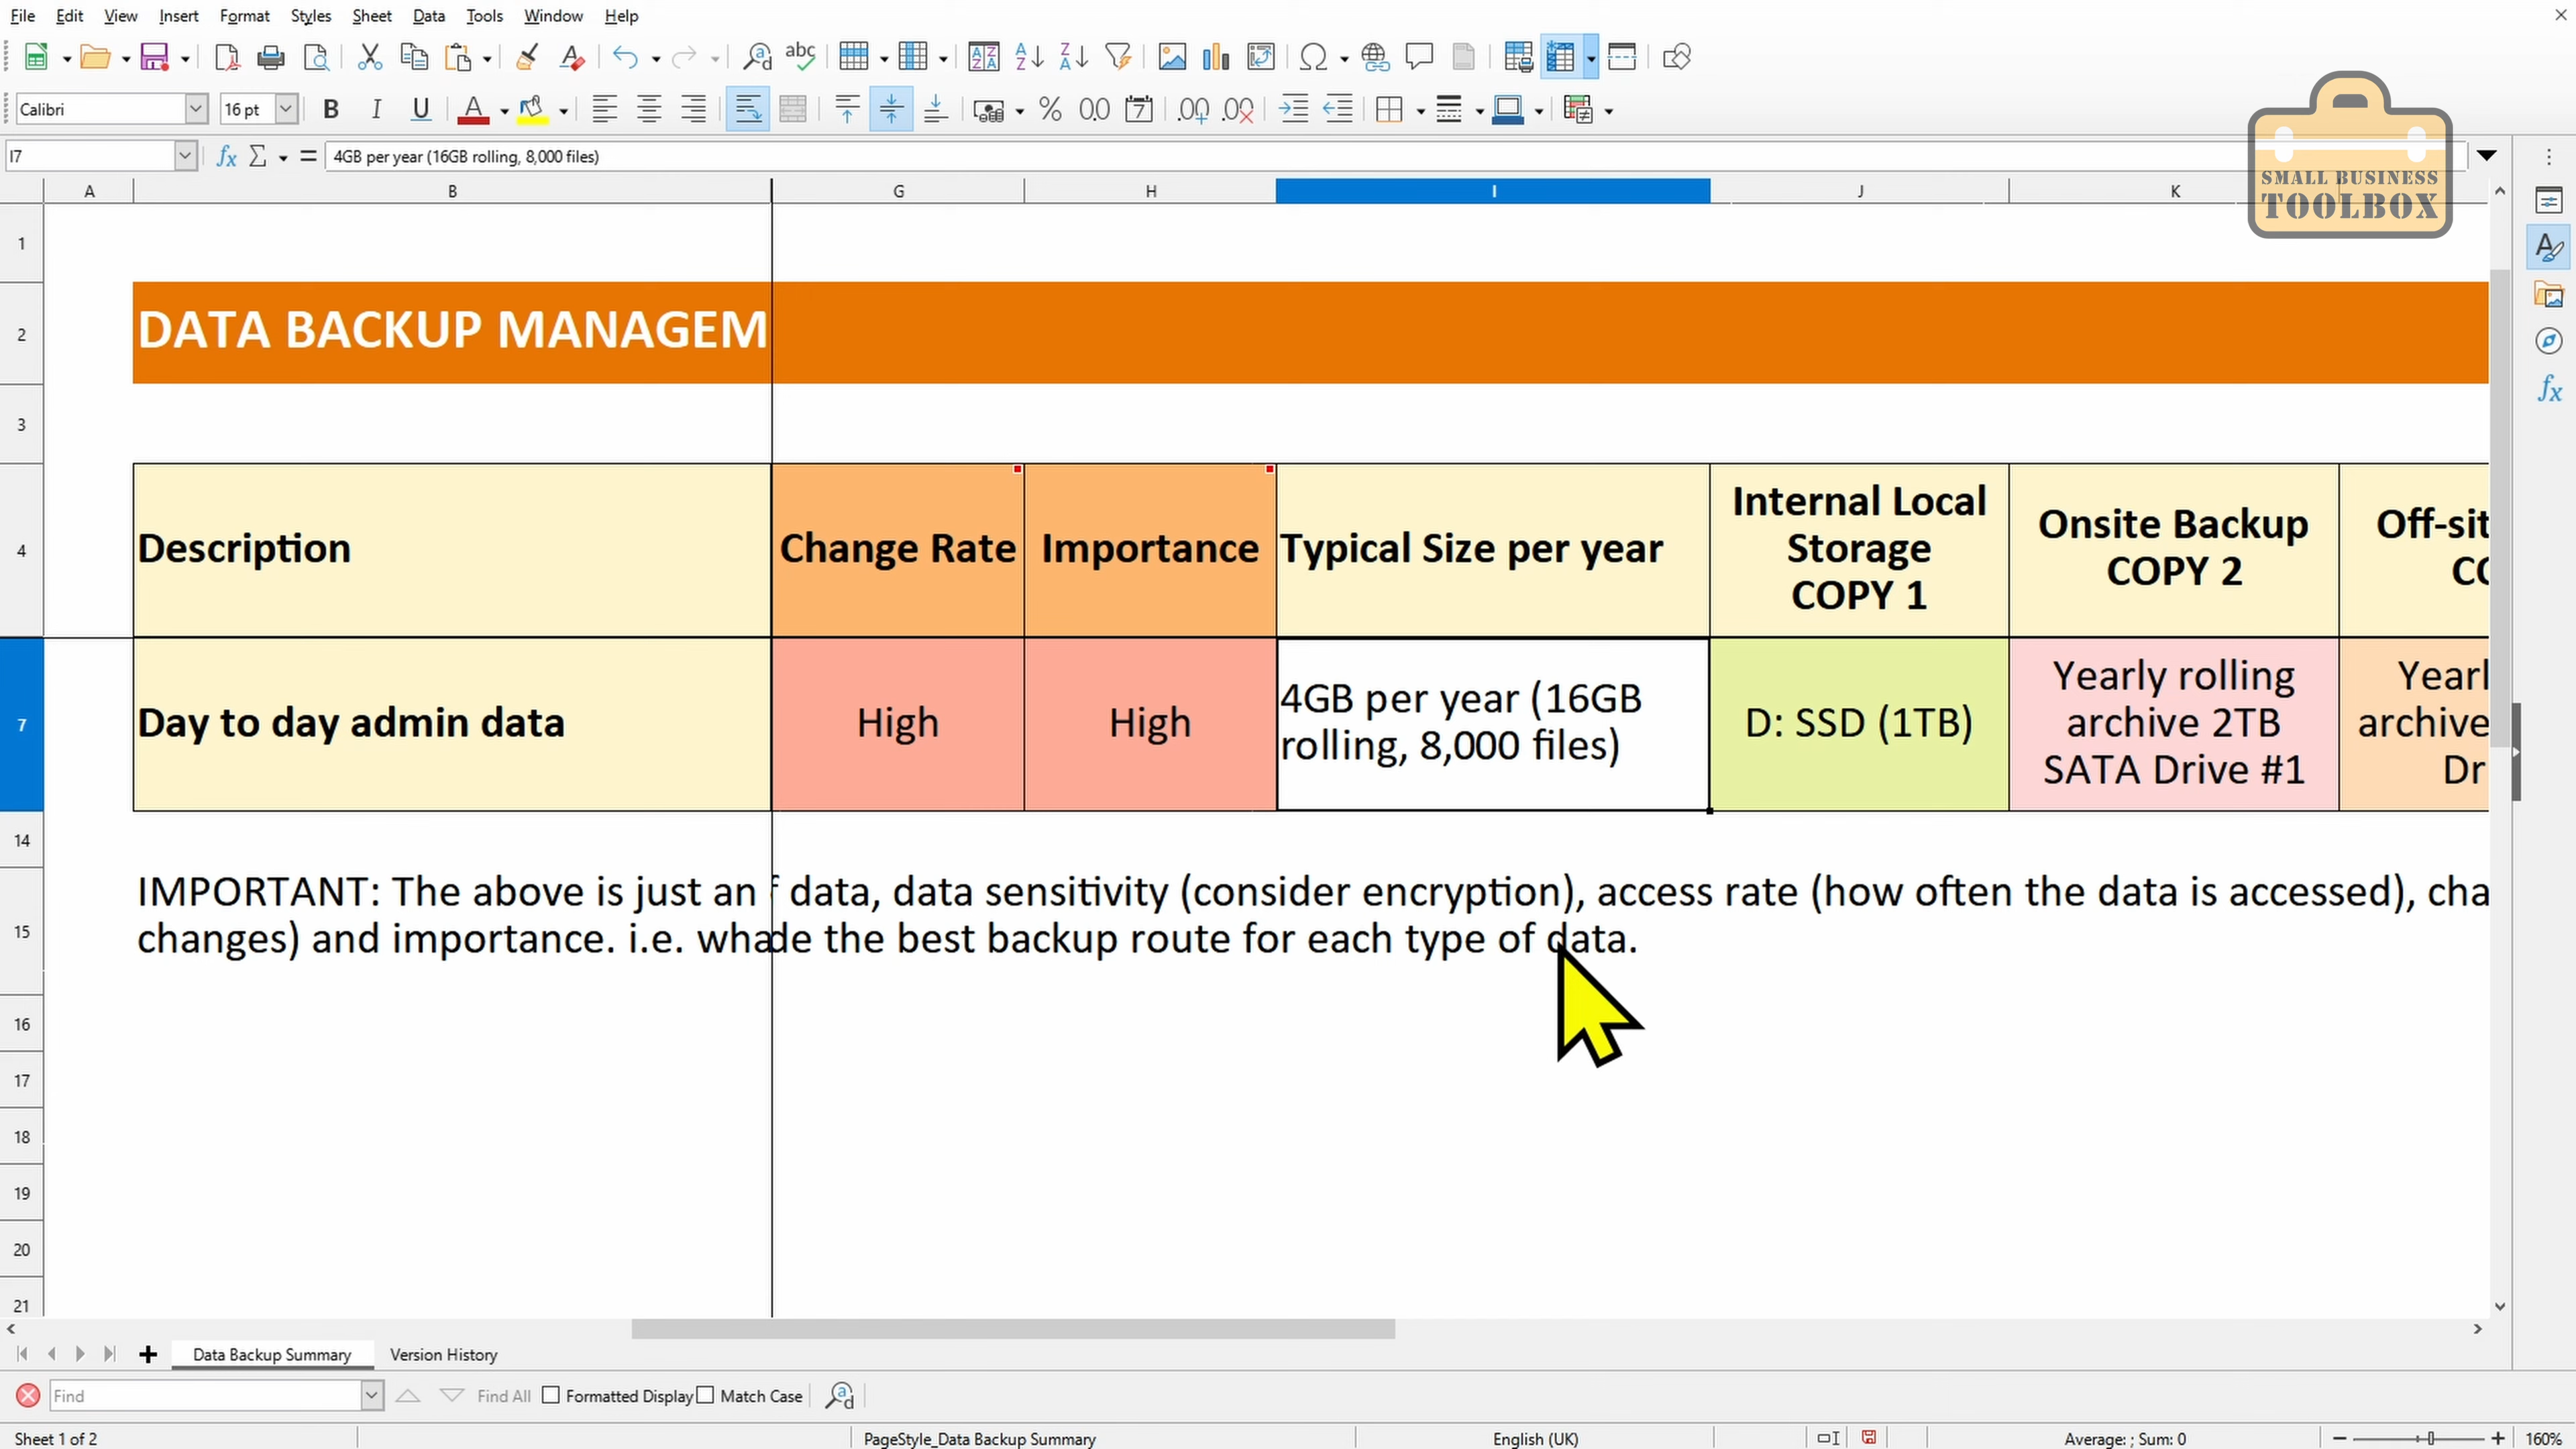 File Edit View Insert Format Styles Sheet Data Tools Window Help
Calibri 16 pt
I7 4GB per year (16GB rolling, 8,000 files)
SMALL BUSINESS
TOOLBOX
A B G H I J K
1
2 DATA BACKUP MANAGEM
3
4 Description Change Rate Importance Typical Size per year
Internal Local
Storage
COPY 1
Onsite Backup
COPY 2
Off-sit
CO
7 Day to day admin data High High
4GB per year (16GB
rolling, 8,000 files)
D: SSD (1TB)
Yearly rolling
archive 2TB
SATA Drive #1
Yearl
archive
Dr
14
15
IMPORTANT: The above is just an f data, data sensitivity (consider encryption), access rate (how often the data is accessed), cha
changes) and importance. i.e. whade the best backup route for each type of data.
16
17
18
19
20
21
Data Backup Summary Version History
Find Find All Formatted Display Match Case
Sheet 1 of 2 PageStyle_Data Backup Summary English (UK) Average: ; Sum: 0 160%